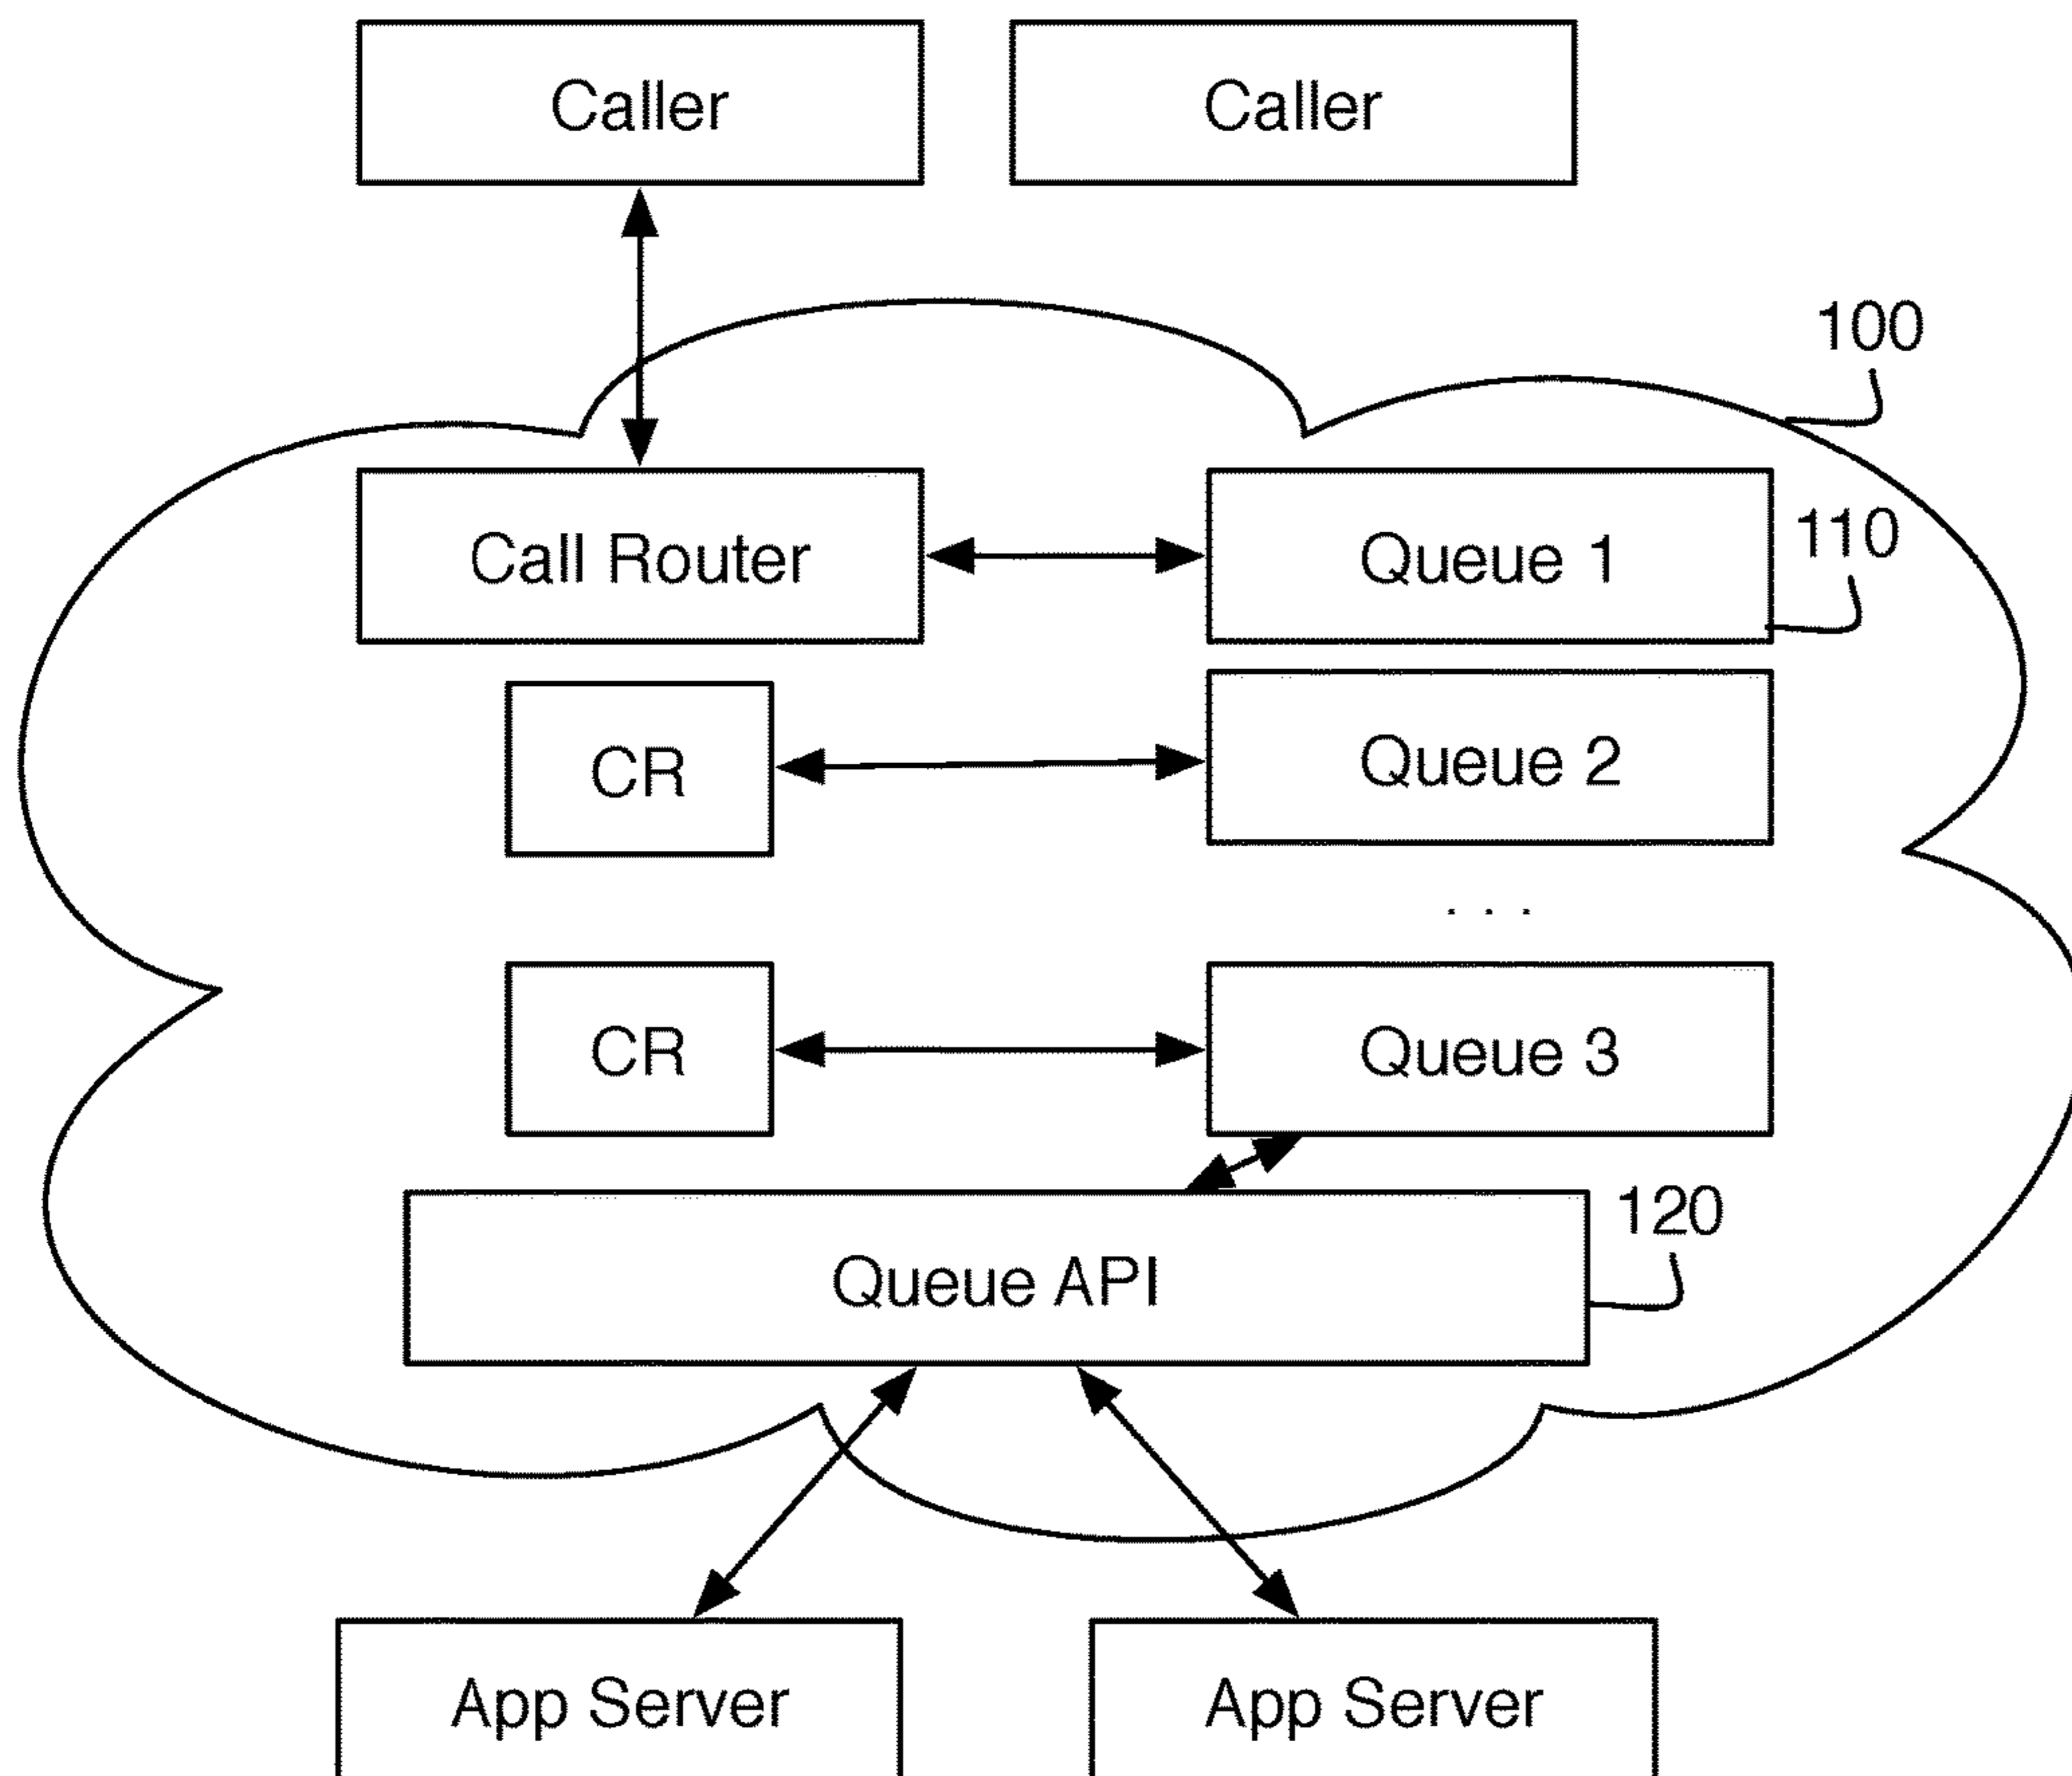 Caller
Caller
100
Call Router
Queue 1
110
CR
Queue 2
. . .
CR
Queue 3
120
Queue API
App Server
App Server